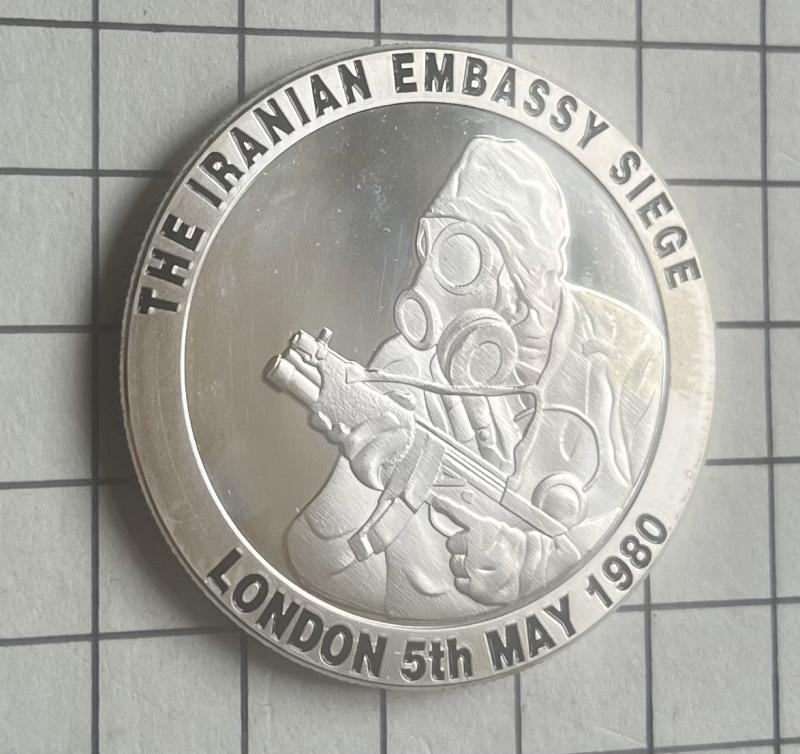 THE IRANIAN EMBASSY SIEGE
LONDON 5th MAY 1980